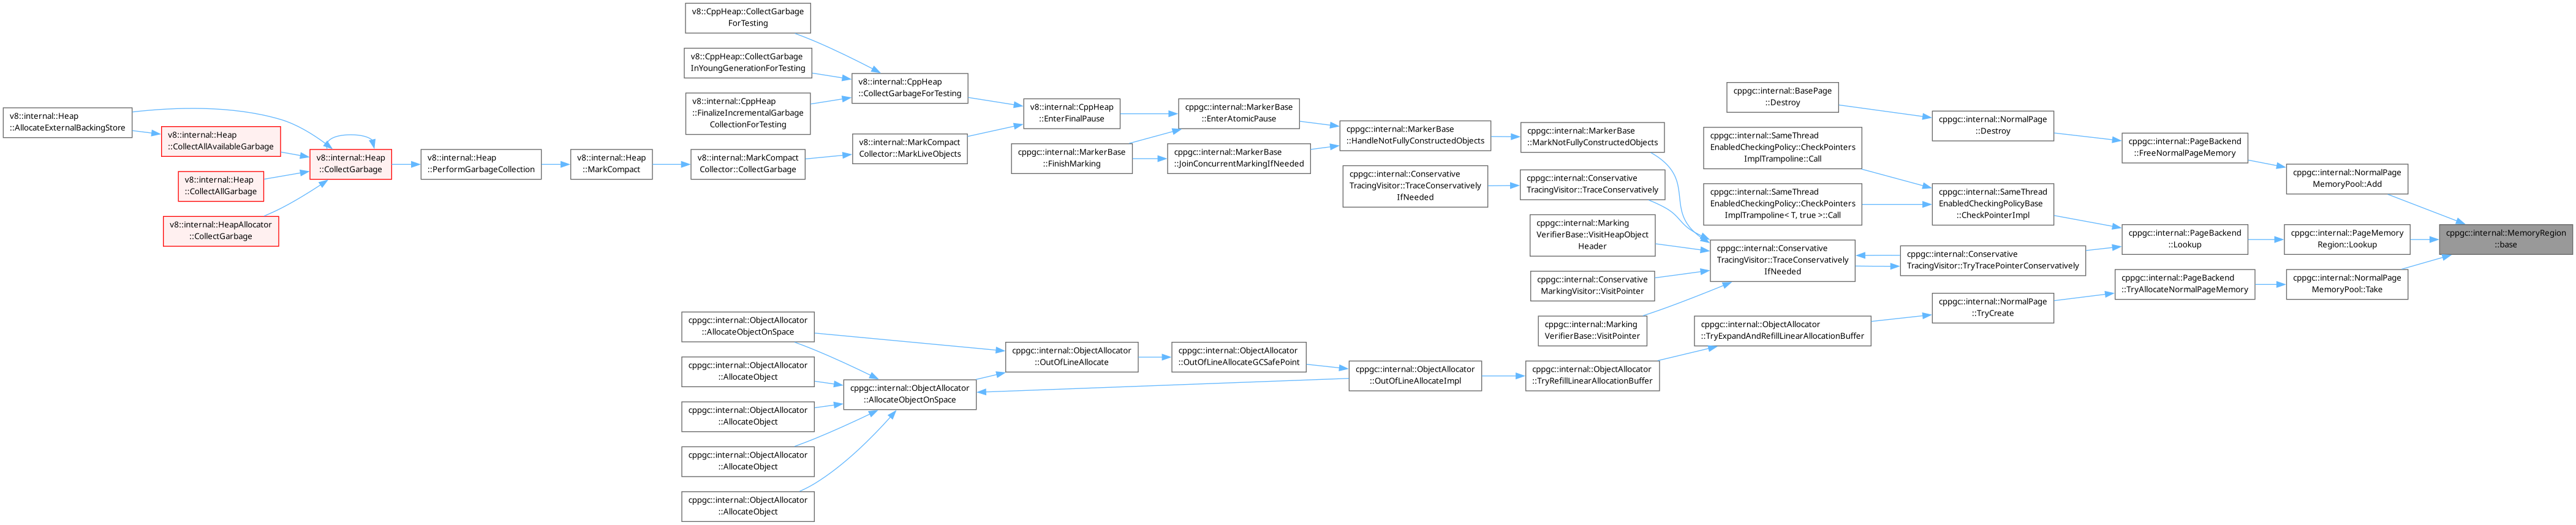 v8::internal::Heap
::AllocateExternalBackingStore
v8::internal::Heap
::CollectAllAvailableGarbage
v8::internal::Heap
::CollectAllGarbage
v8::internal::HeapAllocator
::CollectGarbage
v8::internal::Heap
::CollectGarbage
v8::internal::Heap
::PerformGarbageCollection
v8::internal::Heap
::MarkCompact
v8::CppHeap::CollectGarbage
ForTesting
v8::CppHeap::CollectGarbage
InYoungGenerationForTesting
v8::internal::CppHeap
::FinalizeIncrementalGarbage
CollectionForTesting
v8::internal::MarkCompact
Collector::CollectGarbage
v8::internal::CppHeap
::CollectGarbageForTesting
v8::internal::MarkCompact
Collector::MarkLiveObjects
v8::internal::CppHeap
::EnterFinalPause
cppgc::internal::MarkerBase
::FinishMarking
cppgc::internal::MarkerBase
::EnterAtomicPause
cppgc::internal::MarkerBase
::JoinConcurrentMarkingIfNeeded
cppgc::internal::MarkerBase
::HandleNotFullyConstructedObjects
cppgc::internal::Conservative
TracingVisitor::TraceConservatively
IfNeeded
cppgc::internal::MarkerBase
::MarkNotFullyConstructedObjects
cppgc::internal::Conservative
TracingVisitor::TraceConservatively
cppgc::internal::Marking
VerifierBase::VisitHeapObject
Header
cppgc::internal::Conservative
MarkingVisitor::VisitPointer
cppgc::internal::Marking
VerifierBase::VisitPointer
cppgc::internal::BasePage
::Destroy
cppgc::internal::SameThread
EnabledCheckingPolicy::CheckPointers
ImplTrampoline::Call
cppgc::internal::SameThread
EnabledCheckingPolicy::CheckPointers
ImplTrampoline< T, true >::Call
cppgc::internal::Conservative
TracingVisitor::TraceConservatively
IfNeeded
cppgc::internal::NormalPage
::Destroy
cppgc::internal::SameThread
EnabledCheckingPolicyBase
::CheckPointerImpl
cppgc::internal::Conservative
TracingVisitor::TryTracePointerConservatively
cppgc::internal::NormalPage
::TryCreate
cppgc::internal::PageBackend
::FreeNormalPageMemory
cppgc::internal::PageBackend
::Lookup
cppgc::internal::PageBackend
::TryAllocateNormalPageMemory
cppgc::internal::NormalPage
MemoryPool::Add
cppgc::internal::PageMemory
Region::Lookup
cppgc::internal::NormalPage
MemoryPool::Take
cppgc::internal::MemoryRegion
::base
cppgc::internal::ObjectAllocator
::AllocateObjectOnSpace
cppgc::internal::ObjectAllocator
::AllocateObject
cppgc::internal::ObjectAllocator
::AllocateObject
cppgc::internal::ObjectAllocator
::AllocateObject
cppgc::internal::ObjectAllocator
::AllocateObject
cppgc::internal::ObjectAllocator
::AllocateObjectOnSpace
cppgc::internal::ObjectAllocator
::OutOfLineAllocate
cppgc::internal::ObjectAllocator
::OutOfLineAllocateGCSafePoint
cppgc::internal::ObjectAllocator
::OutOfLineAllocateImpl
cppgc::internal::ObjectAllocator
::TryRefillLinearAllocationBuffer
cppgc::internal::ObjectAllocator
::TryExpandAndRefillLinearAllocationBuffer